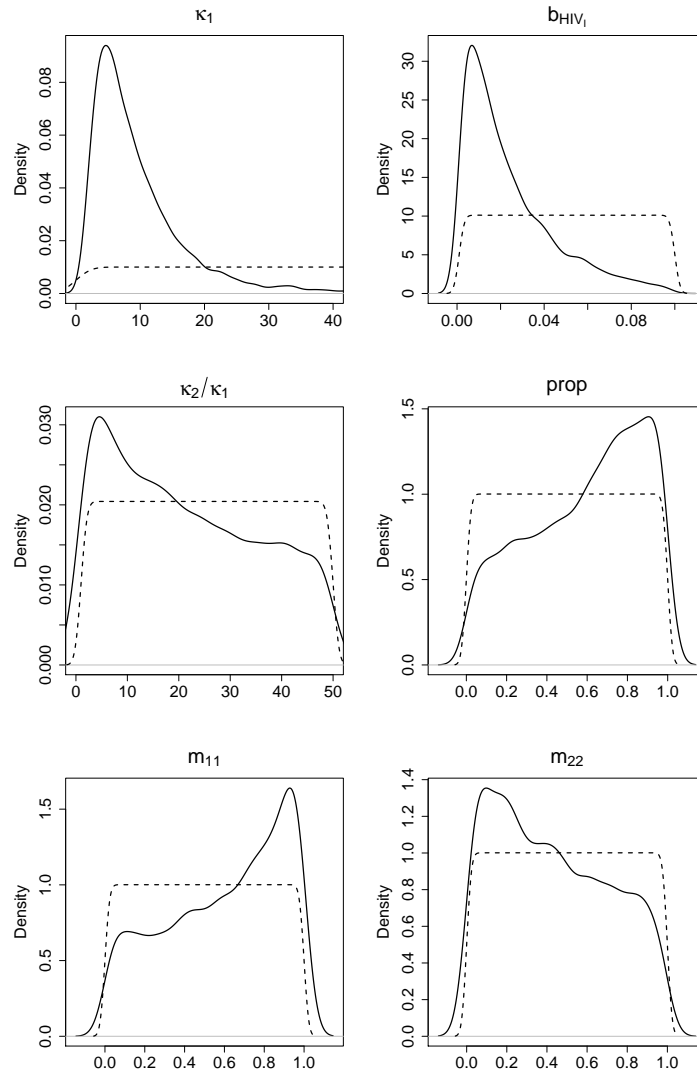 κ₁
Density
0.00 0.02 0.04 0.06 0.08
0 10 20 30 40
b_HIV_I
Density
0 5 10 15 20 25 30
0.00 0.04 0.08
κ₂/κ₁
Density
0.000 0.010 0.020 0.030
0 10 20 30 40 50
prop
Density
0.0 0.5 1.0 1.5
0.0 0.2 0.4 0.6 0.8 1.0
m₁₁
Density
0.0 0.5 1.0 1.5
0.0 0.2 0.4 0.6 0.8 1.0
m₂₂
Density
0.0 0.2 0.4 0.6 0.8 1.0 1.2 1.4
0.0 0.2 0.4 0.6 0.8 1.0